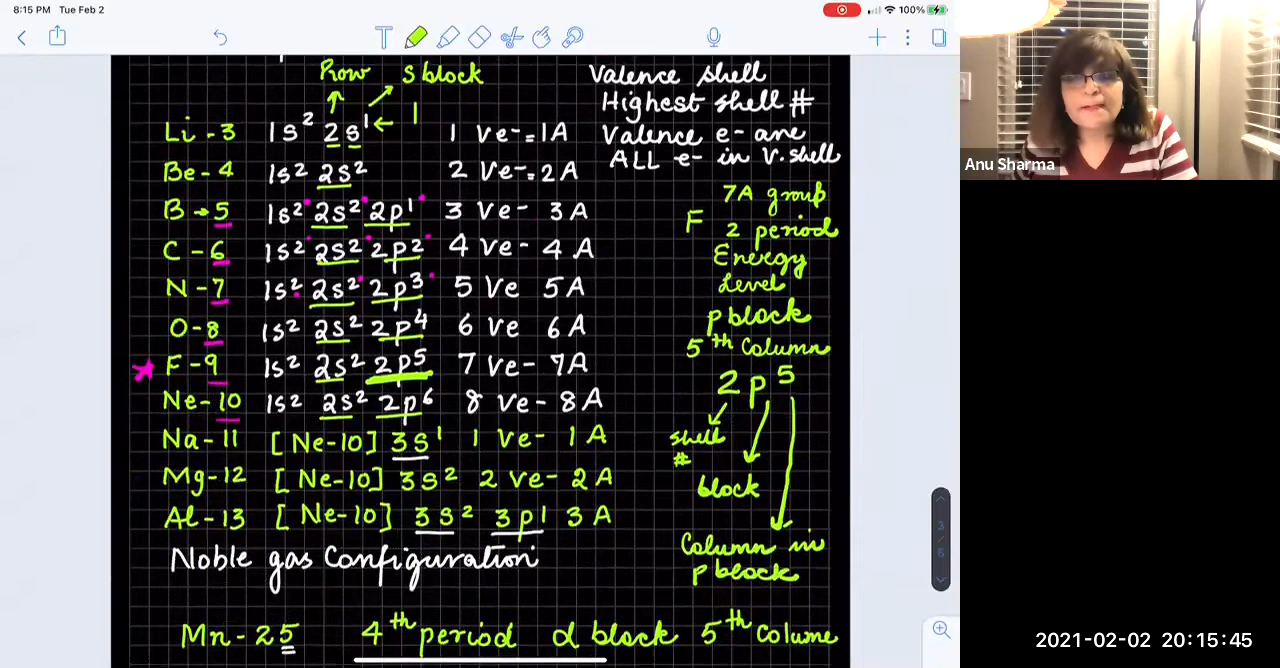 8:15 PM Tue Feb 2
100%
Row S block
1
Li - 3 1s² 2s¹ 1 ve- = 1A
Be - 4 1s² 2s² 2 ve- = 2A
B → 5 1s² 2s² 2p¹ 3 ve- 3A
C - 6 1s² 2s² 2p² 4 ve- 4A
N - 7 1s² 2s² 2p³ 5 ve 5A
O - 8 1s² 2s² 2p⁴ 6 ve 6A
F - 9 1s² 2s² 2p⁵ 7 ve- 7A
Ne - 10 1s² 2s² 2p⁶ 8 ve- 8A
Na - 11 [Ne-10] 3s¹ 1 ve- 1A
Mg - 12 [Ne-10] 3s² 2 ve- 2A
Al - 13 [Ne-10] 3s² 3p¹ 3A
Noble gas Configuration
Valence shell
Highest shell #
Valence e- are
ALL e- in V. shell
7A group
F 2 period
Energy
Level
p block
5th Column
2p5
shell
#
block
Column in
p block
Mn - 25 4th period d block 5th Column
3
/
5
Anu Sharma
2021-02-02 20:15:45